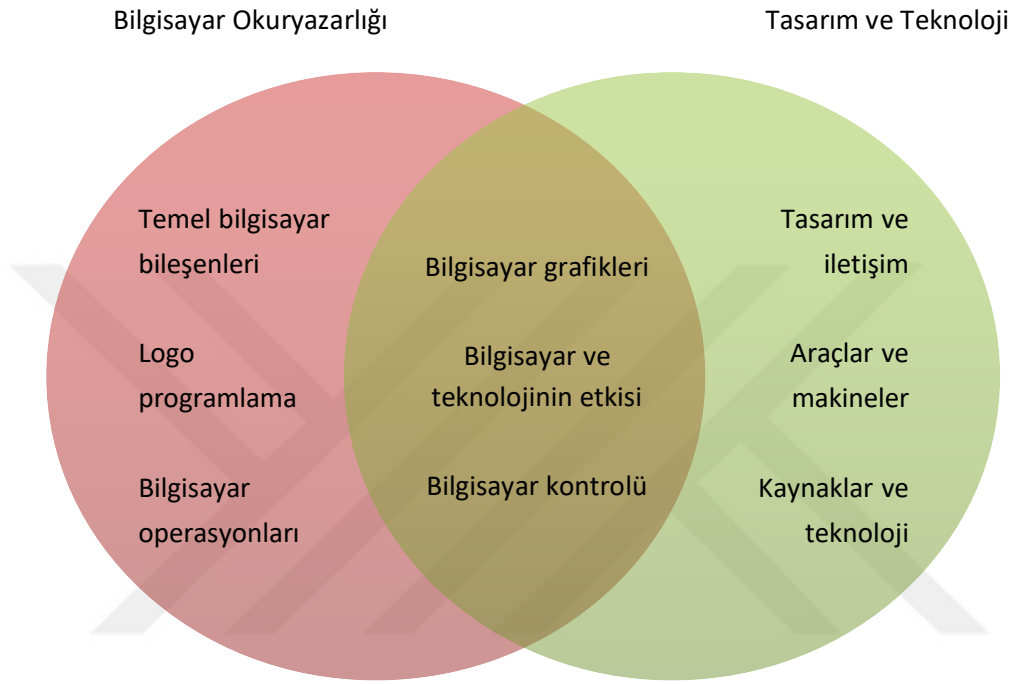 Bilgisayar Okuryazarlığı
Tasarım ve Teknoloji
Temel bilgisayar
bileşenleri
Logo
programlama
Bilgisayar
operasyonları
Bilgisayar grafikleri
Bilgisayar ve
teknolojinin etkisi
Bilgisayar kontrolü
Tasarım ve
iletişim
Araçlar ve
makineler
Kaynaklar ve
teknoloji